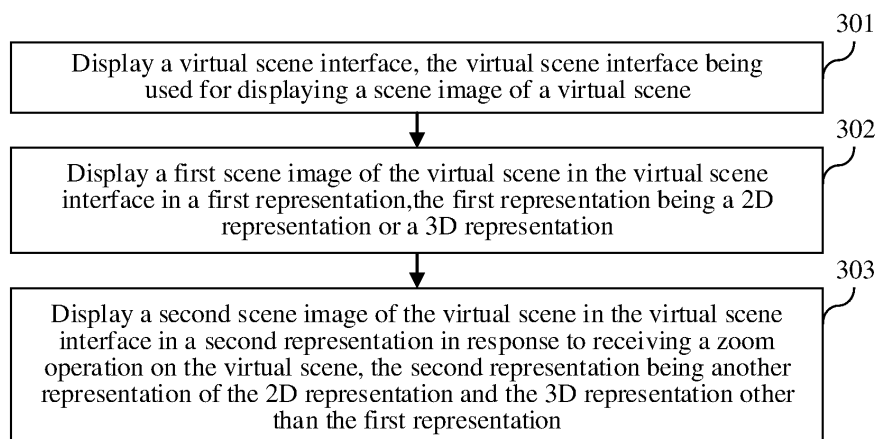 301
Display a virtual scene interface, the virtual scene interface being
used for displaying a scene image of a virtual scene
302
Display a first scene image of the virtual scene in the virtual scene
interface in a first representation,the first representation being a 2D
representation or a 3D representation
303
Display a second scene image of the virtual scene in the virtual scene
interface in a second representation in response to receiving a zoom
operation on the virtual scene, the second representation being another
representation of the 2D representation and the 3D representation other
than the first representation